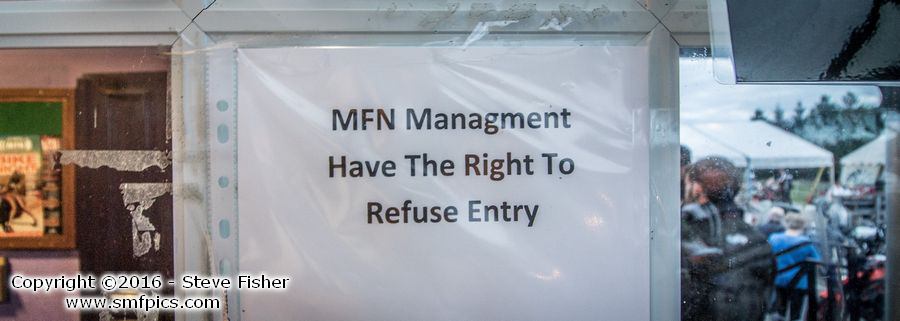 MFN Managment
Have The Right To
Refuse Entry
Copyright ©2016 - Steve Fisher
www.smfpics.com